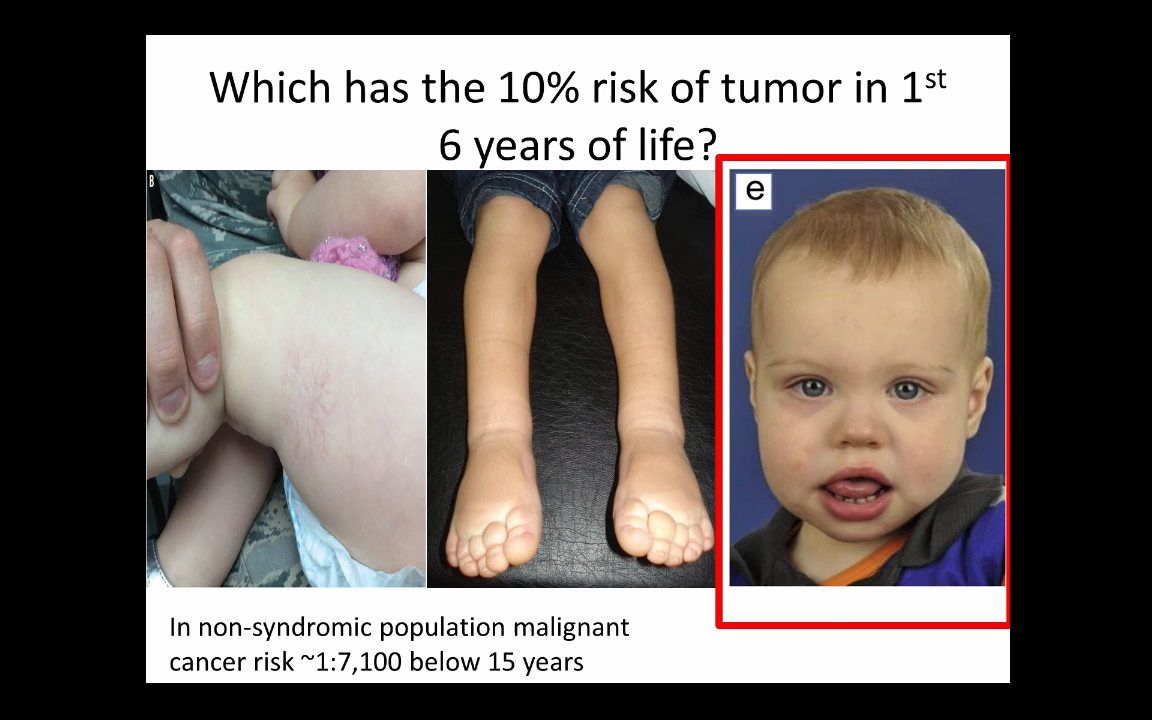 Which has the 10% risk of tumor in 1st
6 years of life?
B
e
In non-syndromic population malignant
cancer risk ~1:7,100 below 15 years